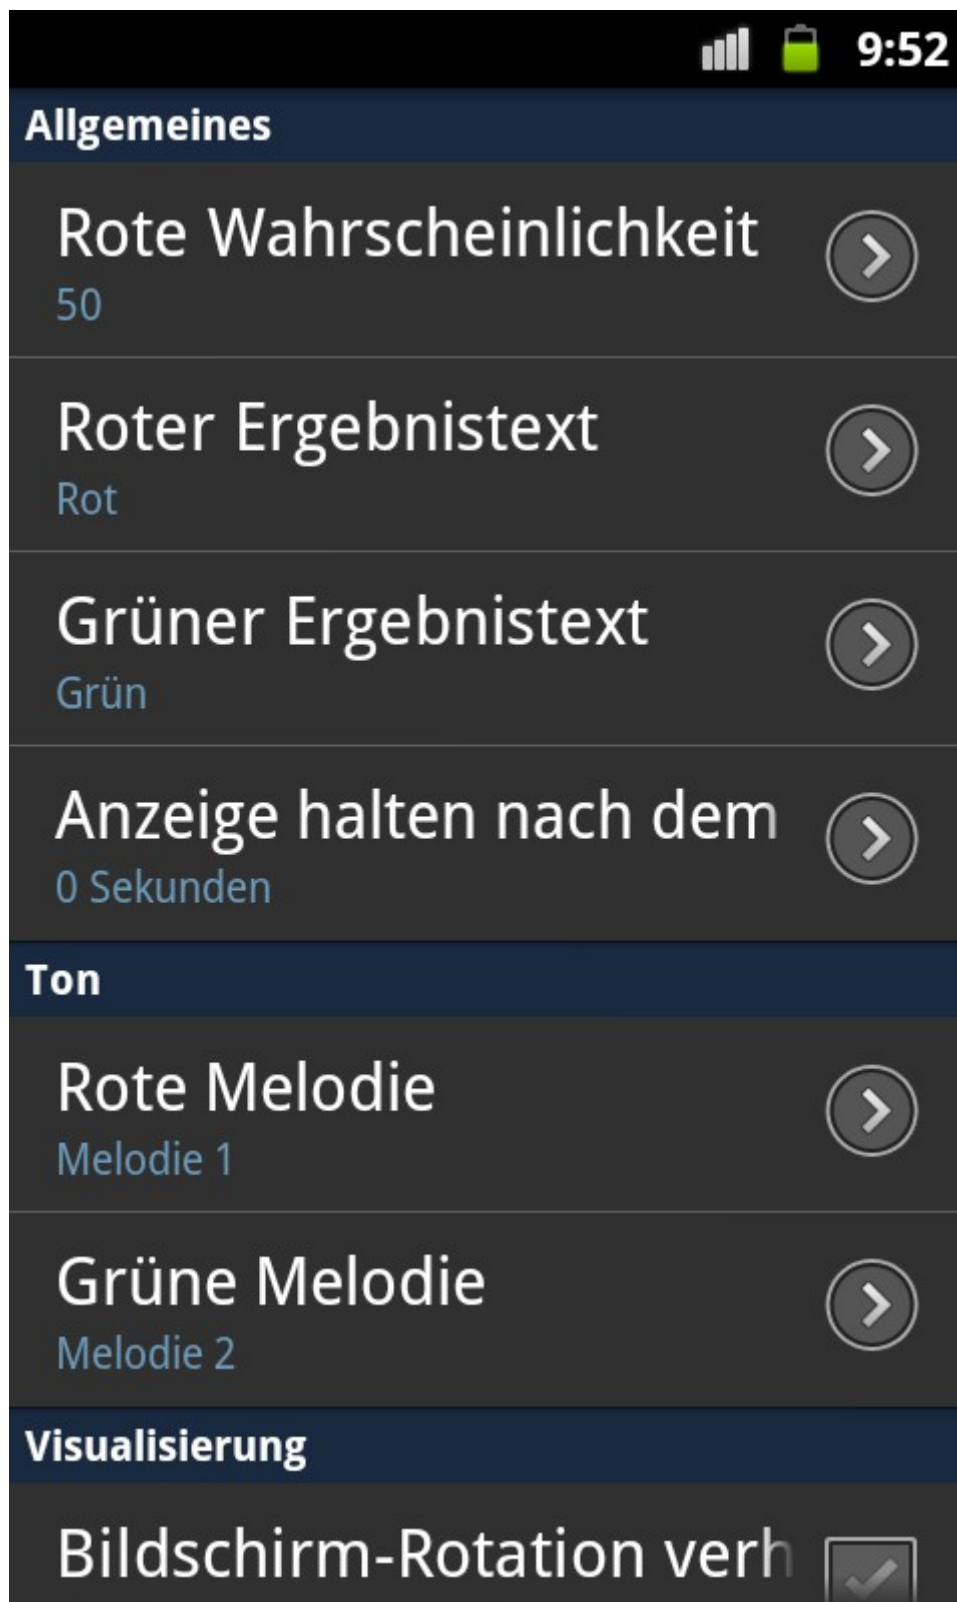 9:52
Allgemeines
Rote Wahrscheinlichkeit
50
Roter Ergebnistext
Rot
Grüner Ergebnistext
Grün
Anzeige halten nach dem
0 Sekunden
Ton
Rote Melodie
Melodie 1
Grüne Melodie
Melodie 2
Visualisierung
Bildschirm-Rotation verh